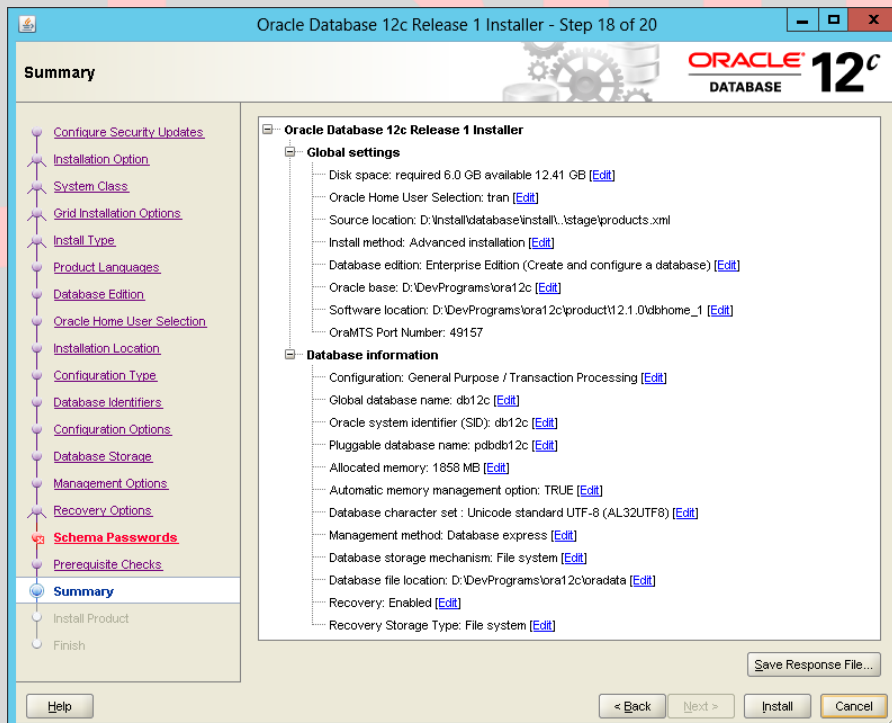 Oracle Database 12c Release 1 Installer - Step 18 of 20
Summary
ORACLE
DATABASE
12c
Configure Security Updates
Installation Option
System Class
Grid Installation Options
Install Type
Product Languages
Database Edition
Oracle Home User Selection
Installation Location
Configuration Type
Database Identifiers
Configuration Options
Database Storage
Management Options
Recovery Options
Schema Passwords
Prerequisite Checks
Summary
Install Product
Finish
Oracle Database 12c Release 1 Installer
Global settings
Disk space: required 6.0 GB available 12.41 GB [Edit]
Oracle Home User Selection: tran [Edit]
Source location: D:\Install\database\install\..\stage\products.xml
Install method: Advanced installation [Edit]
Database edition: Enterprise Edition (Create and configure a database) [Edit]
Oracle base: D:\DevPrograms\ora12c [Edit]
Software location: D:\DevPrograms\ora12c\product\12.1.0\dbhome_1 [Edit]
OraMTS Port Number: 49157
Database information
Configuration: General Purpose / Transaction Processing [Edit]
Global database name: db12c [Edit]
Oracle system identifier (SID): db12c [Edit]
Pluggable database name: pdbdb12c [Edit]
Allocated memory: 1858 MB [Edit]
Automatic memory management option: TRUE [Edit]
Database character set : Unicode standard UTF-8 (AL32UTF8) [Edit]
Management method: Database express [Edit]
Database storage mechanism: File system [Edit]
Database file location: D:\DevPrograms\ora12c\oradata [Edit]
Recovery: Enabled [Edit]
Recovery Storage Type: File system [Edit]
Save Response File...
Help
< Back
Next >
Install
Cancel